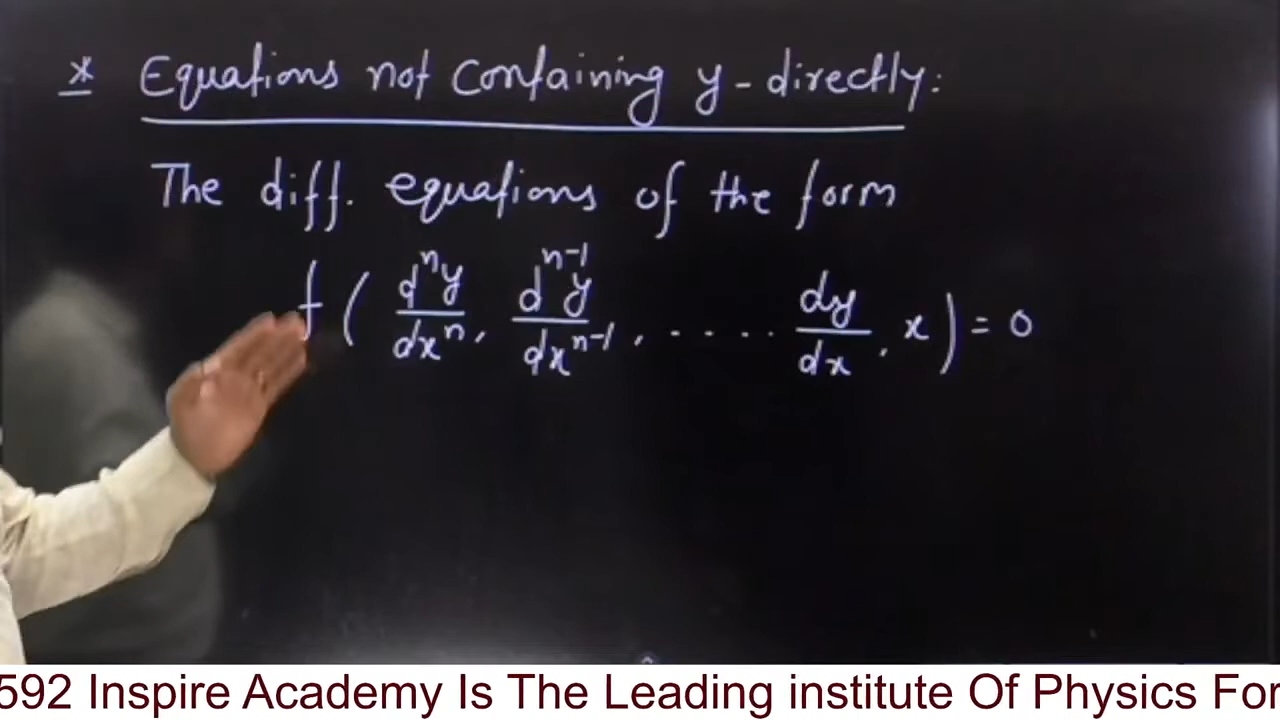 * Equations not containing y - directly:
The diff. equations of the form
f ( dⁿy/dxⁿ, dⁿ⁻¹y/dxⁿ⁻¹, ..... dy/dx, x ) = 0
592 Inspire Academy Is The Leading institute Of Physics For